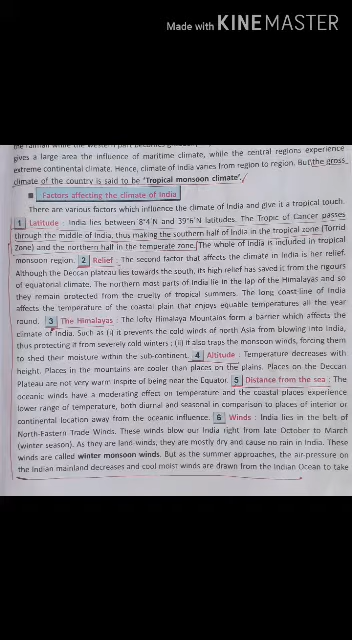 Made with KINEMASTER
gives a large area the influence of maritime climate, while the central regions experience
extreme continental climate. Hence, climate of India varies from region to region. But the gross
climate of the country is said to be 'Tropical monsoon climate'.
Factors affecting the climate of India
There are various factors which influence the climate of India and give it a tropical touch.
1 Latitude: India lies between 8°4'N and 39°6'N latitudes. The Tropic of Cancer passes
through the middle of India, thus making the southern half of India in the tropical zone (Torrid
Zone) and the northern half in the temperate zone. The whole of India is included in tropical
monsoon region. 2 Relief : The second factor that affects the climate in India is her relief.
Although the Deccan plateau lies towards the south, its high relief has saved it from the rigours
of equatorial climate. The northern most parts of India lie in the lap of the Himalayas and so
they remain protected from the cruelty of tropical summers. The long coast-line of India
affects the temperature of the coastal plain that enjoys equable temperatures all the year
round. 3 The Himalayas : The lofty Himalaya Mountains form a barrier which affects the
climate of India. Such as (i) it prevents the cold winds of north Asia from blowing into India,
thus protecting it from severely cold winters ; (ii) it also traps the monsoon winds, forcing them
to shed their moisture within the sub-continent. 4 Altitude : Temperature decreases with
height. Places in the mountains are cooler than places on the plains. Places on the Deccan
Plateau are not very warm inspite of being near the Equator. 5 Distance from the sea : The
oceanic winds have a moderating effect on temperature and the coastal places experience
lower range of temperature, both diurnal and seasonal in comparison to places of interior or
continental location away from the oceanic influence. 6 Winds : India lies in the belt of
North-Eastern Trade Winds. These winds blow our India right from late October to March
(winter season). As they are land winds, they are mostly dry and cause no rain in India. These
winds are called winter monsoon winds. But as the summer approaches, the air-pressure on
the Indian mainland decreases and cool moist winds are drawn from the Indian Ocean to take